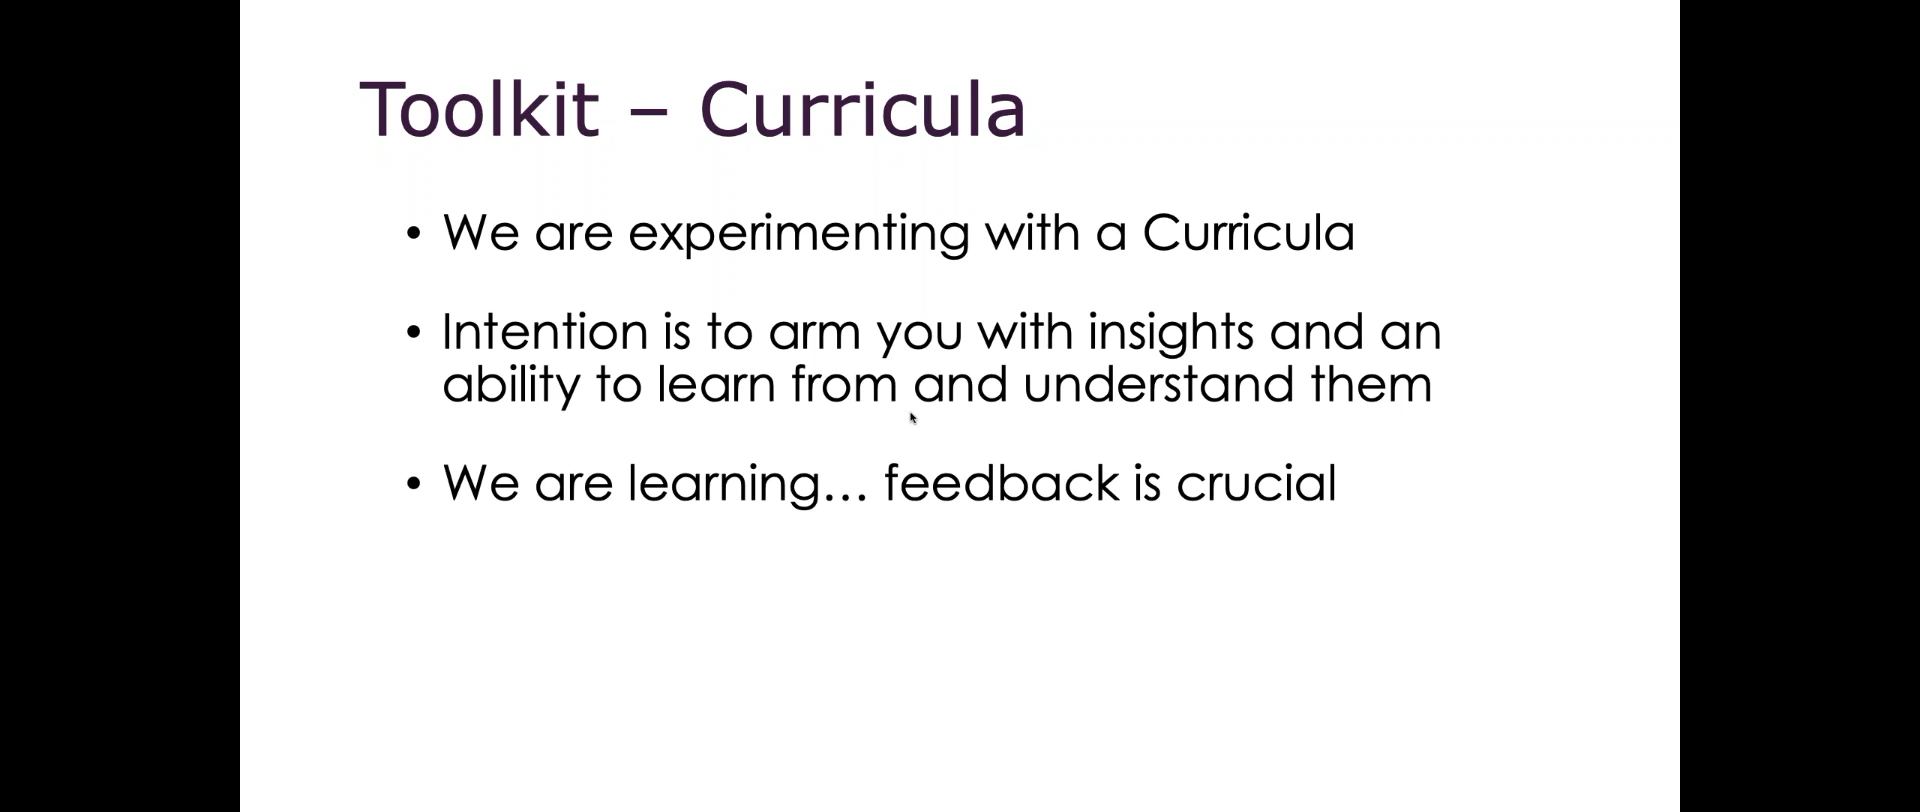 Toolkit – Curricula
• We are experimenting with a Curricula
• Intention is to arm you with insights and an
ability to learn from and understand them
• We are learning… feedback is crucial